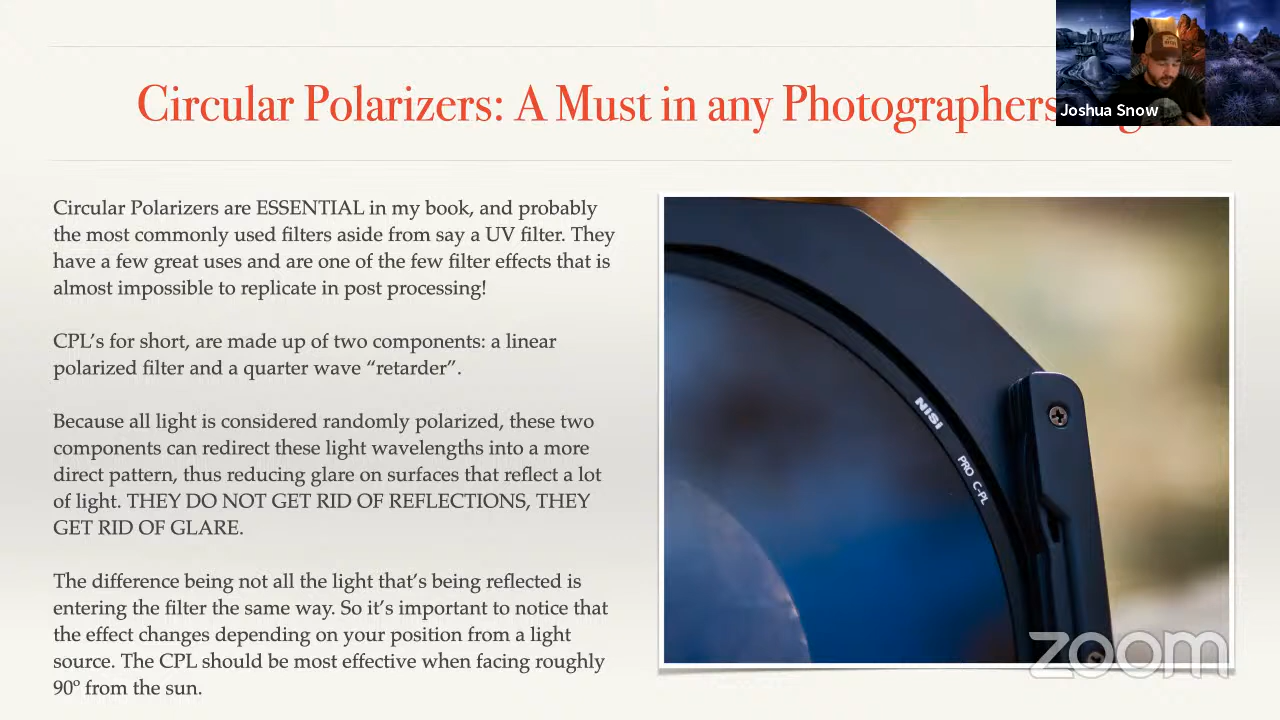 Circular Polarizers: A Must in any Photographers
Joshua Snow
Circular Polarizers are ESSENTIAL in my book, and probably
the most commonly used filters aside from say a UV filter. They
have a few great uses and are one of the few filter effects that is
almost impossible to replicate in post processing!
CPL’s for short, are made up of two components: a linear
polarized filter and a quarter wave “retarder”.
Because all light is considered randomly polarized, these two
components can redirect these light wavelengths into a more
direct pattern, thus reducing glare on surfaces that reflect a lot
of light. THEY DO NOT GET RID OF REFLECTIONS, THEY
GET RID OF GLARE.
The difference being not all the light that’s being reflected is
entering the filter the same way. So it’s important to notice that
the effect changes depending on your position from a light
source. The CPL should be most effective when facing roughly
90º from the sun.
NISI
PRO C-PL
zoom